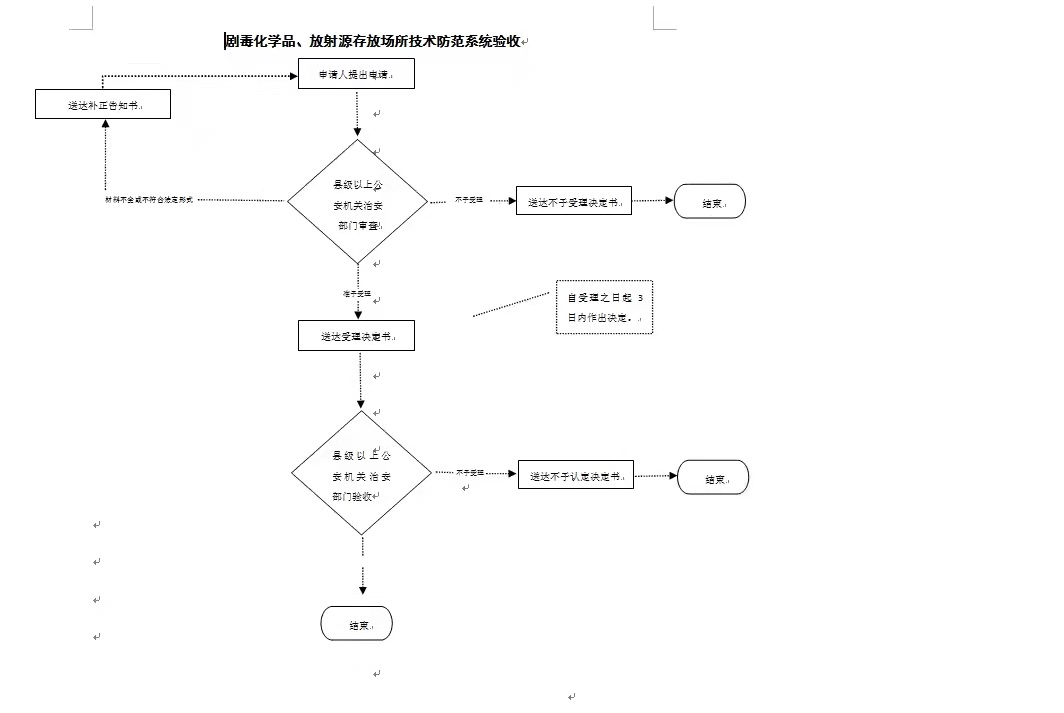 剧毒化学品、放射源存放场所技术防范系统验收
申请人提出申请
送达补正告知书
县级以上公
安机关治安
部门审查
材料不全或不符合法定形式
不予受理
送达不予受理决定书
结束
准予受理
自受理之日起 3
日内作出决定。
送达受理决定书
县级以上公
安机关治安
部门验收
不予受理
送达不予认定决定书
结束
结束